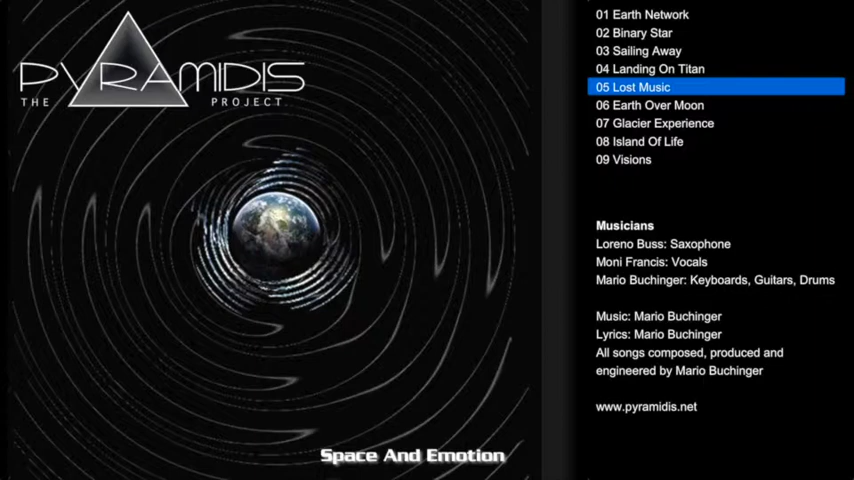 PYRAMIDIS
THE PROJECT
Space And Emotion
01 Earth Network
02 Binary Star
03 Sailing Away
04 Landing On Titan
05 Lost Music
06 Earth Over Moon
07 Glacier Experience
08 Island Of Life
09 Visions
Musicians
Loreno Buss: Saxophone
Moni Francis: Vocals
Mario Buchinger: Keyboards, Guitars, Drums
Music: Mario Buchinger
Lyrics: Mario Buchinger
All songs composed, produced and
engineered by Mario Buchinger
www.pyramidis.net